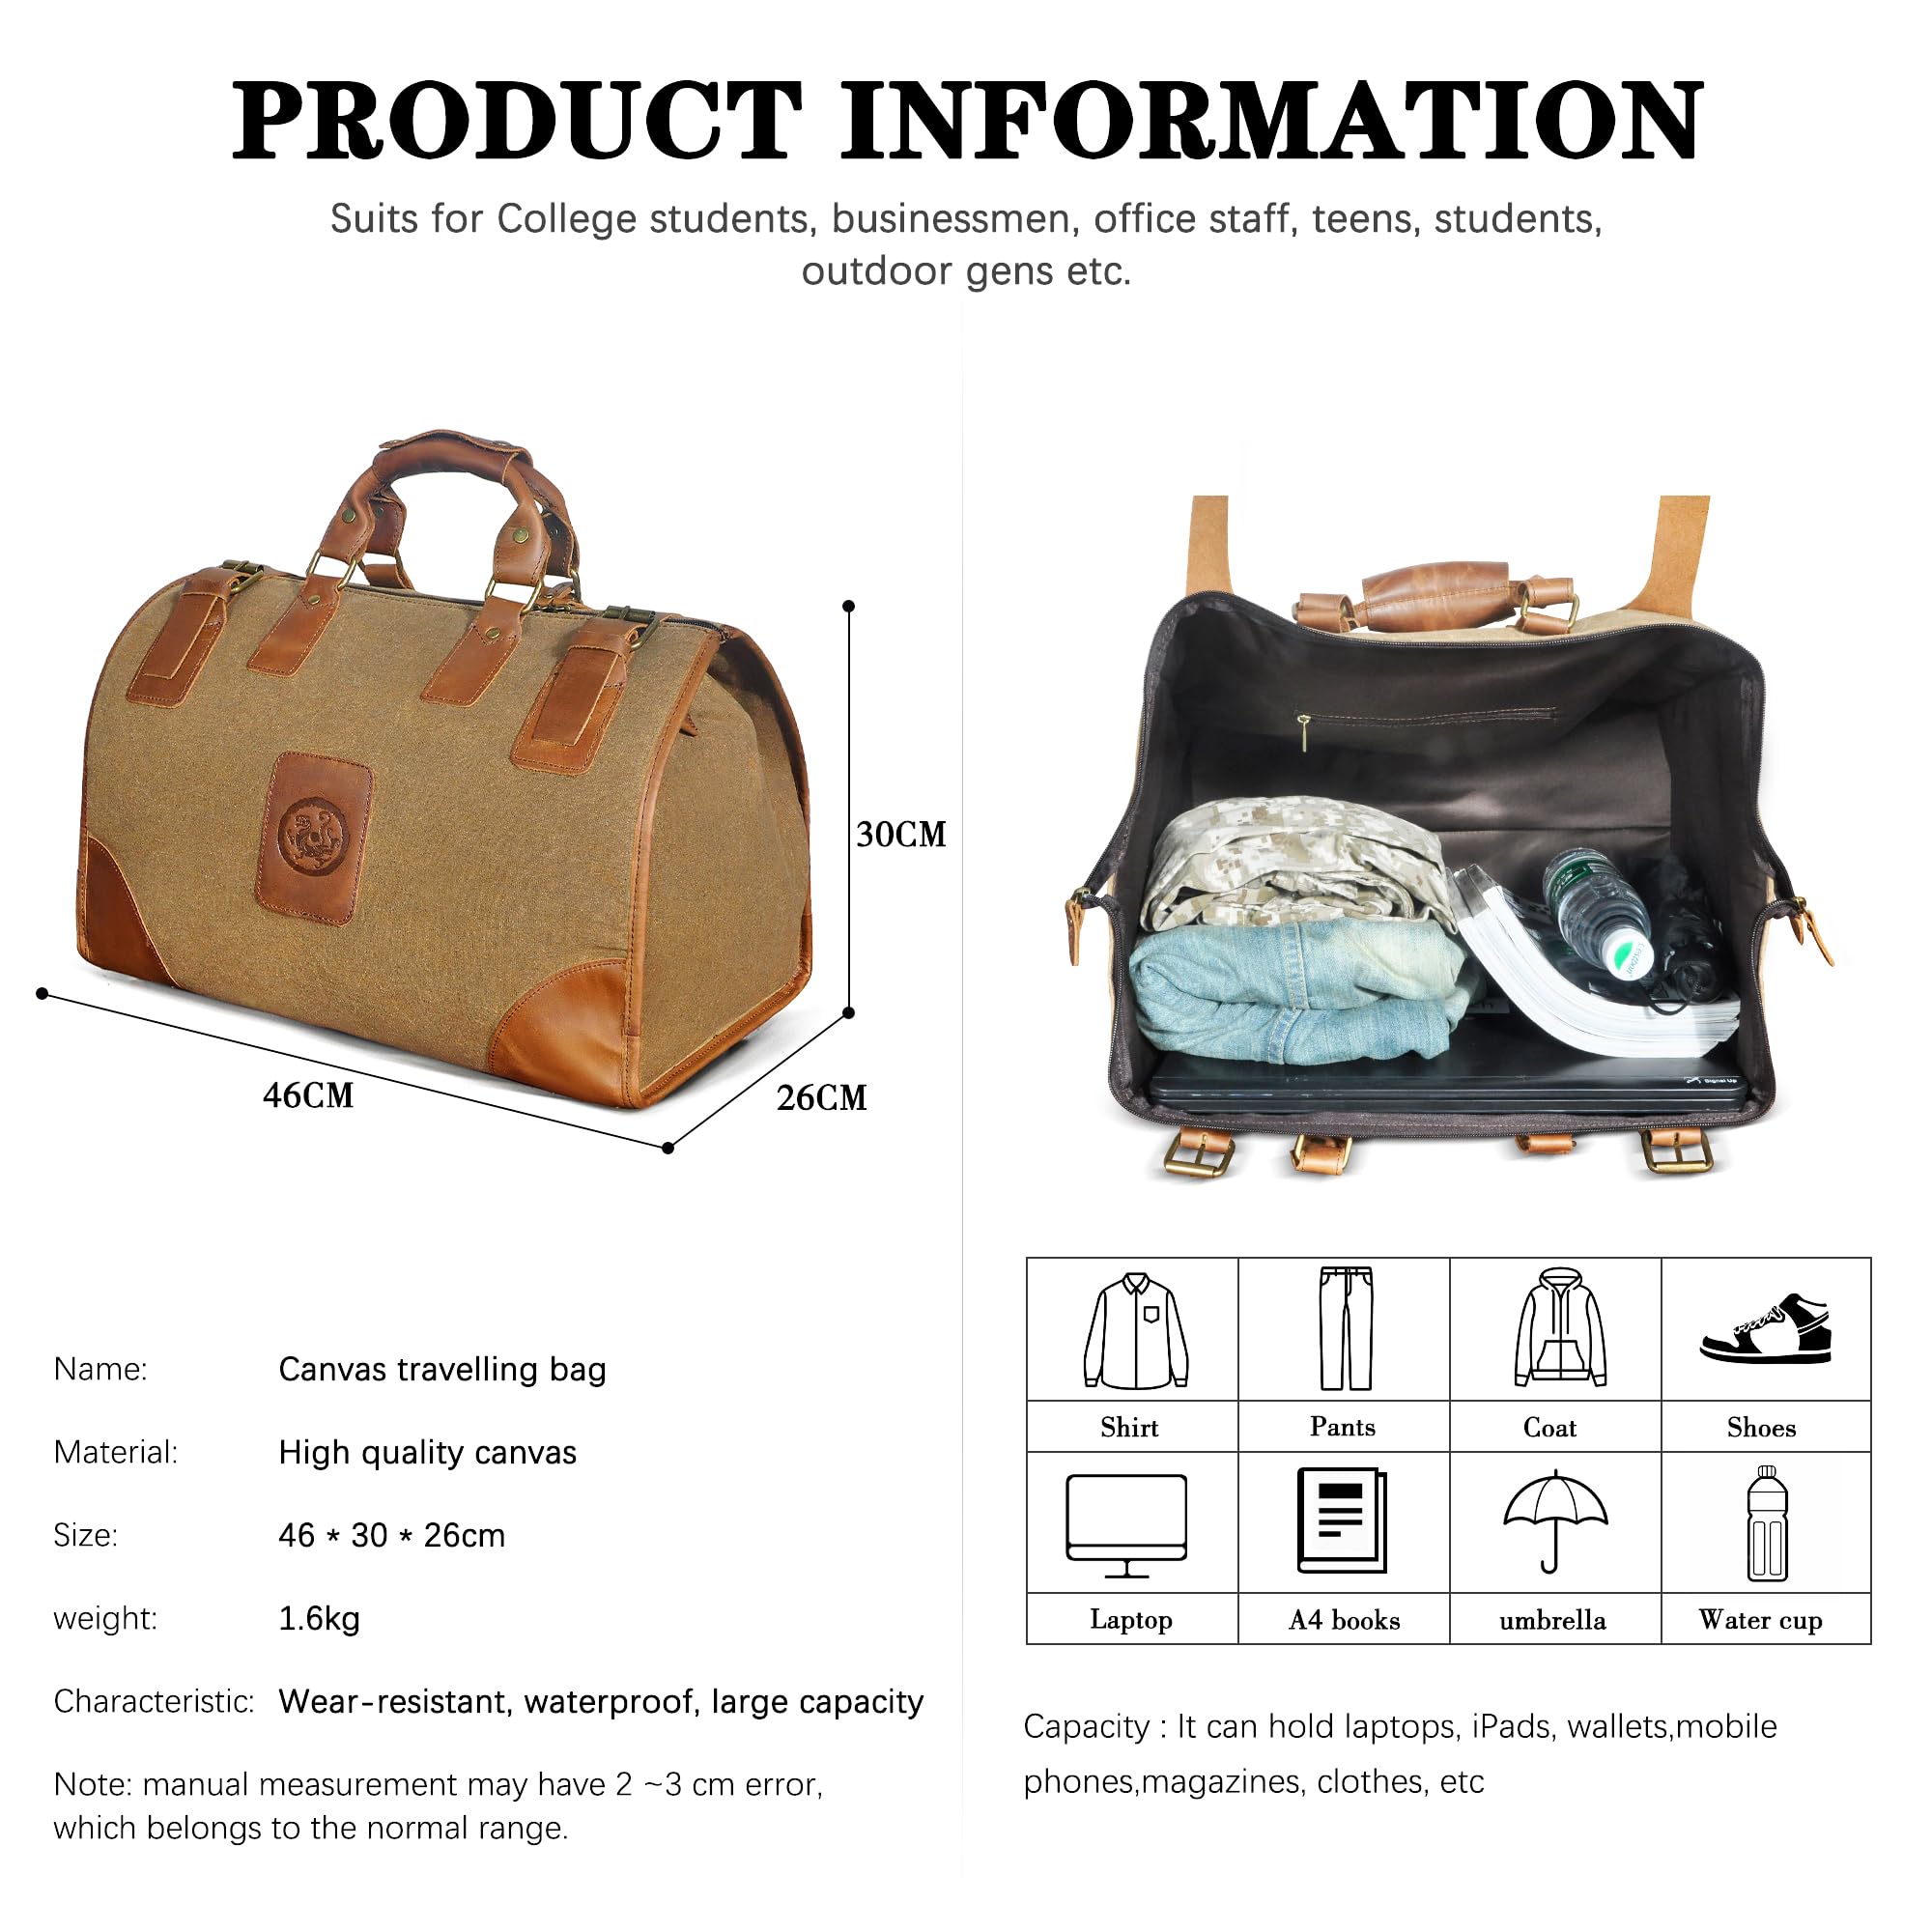 PRODUCT INFORMATION
Suits for College students, businessmen, office staff, teens, students,
outdoor gens etc.
30CM
46CM
26CM
Signal Up
Name: Canvas travelling bag
Material: High quality canvas
Size: 46 * 30 * 26cm
weight: 1.6kg
Characteristic: Wear-resistant, waterproof, large capacity
Note: manual measurement may have 2 ~3 cm error,
which belongs to the normal range.
Shirt Pants Coat Shoes
Laptop A4 books umbrella Water cup
Capacity : It can hold laptops, iPads, wallets,mobile
phones,magazines, clothes, etc